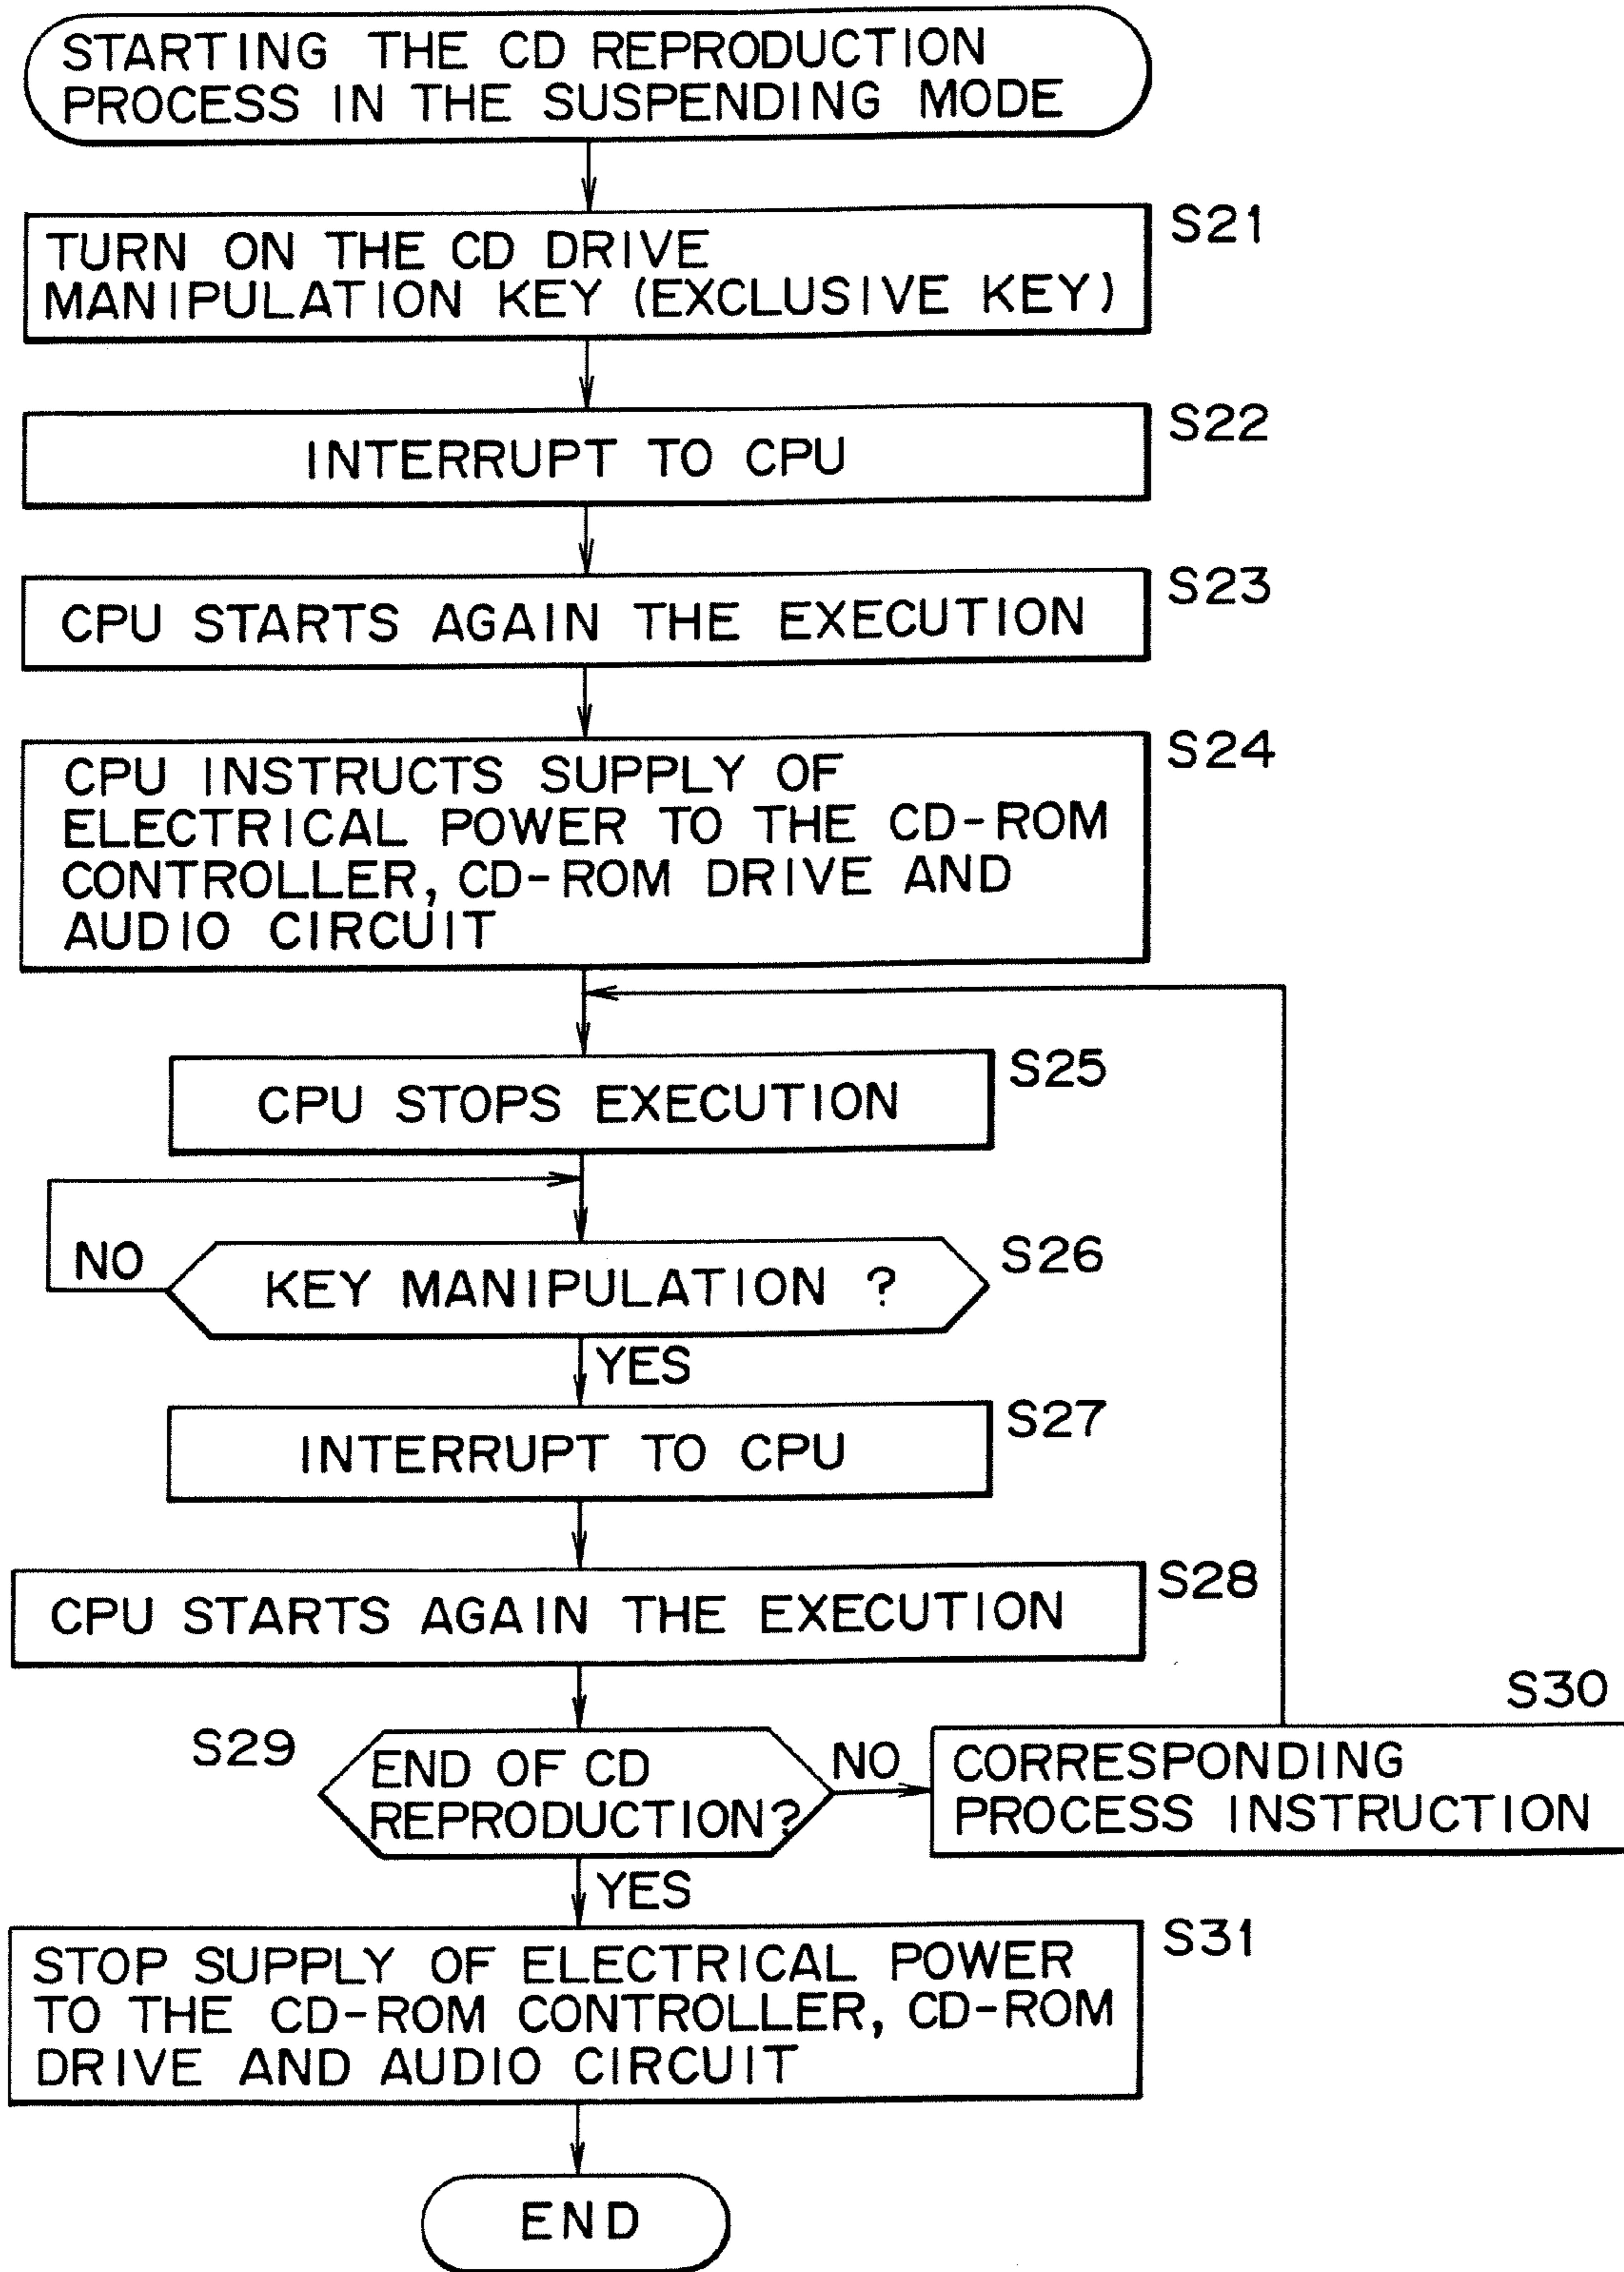 STARTING THE CD REPRODUCTION
PROCESS IN THE SUSPENDING MODE
S21
TURN ON THE CD DRIVE
MANIPULATION KEY (EXCLUSIVE KEY)
S22
INTERRUPT TO CPU
S23
CPU STARTS AGAIN THE EXECUTION
S24
CPU INSTRUCTS SUPPLY OF
ELECTRICAL POWER TO THE CD-ROM
CONTROLLER, CD-ROM DRIVE AND
AUDIO CIRCUIT
S25
CPU STOPS EXECUTION
NO
S26
KEY MANIPULATION ?
YES
S27
INTERRUPT TO CPU
S28
CPU STARTS AGAIN THE EXECUTION
S29
END OF CD
REPRODUCTION?
NO
S30
CORRESPONDING
PROCESS INSTRUCTION
YES
S31
STOP SUPPLY OF ELECTRICAL POWER
TO THE CD-ROM CONTROLLER, CD-ROM
DRIVE AND AUDIO CIRCUIT
END